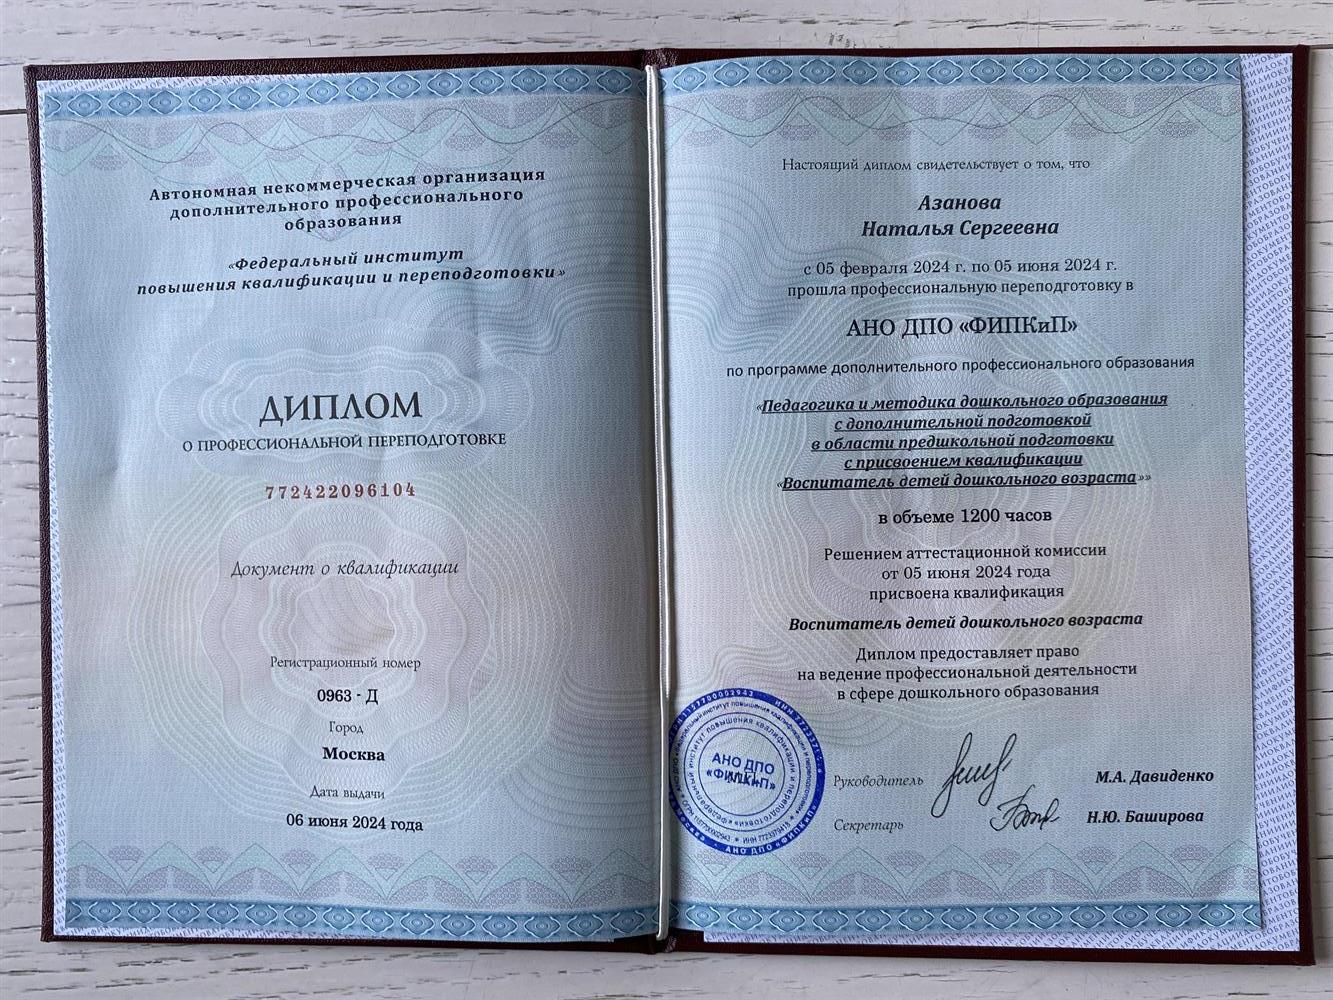 Автономная некоммерческая организация
дополнительного профессионального
образования
«Федеральный институт
повышения квалификации и переподготовки»
ДИПЛОМ
О ПРОФЕССИОНАЛЬНОЙ ПЕРЕПОДГОТОВКЕ
772422096104
Документ о квалификации
Регистрационный номер
0963 - Д
Город
Москва
Дата выдачи
06 июня 2024 года
Настоящий диплом свидетельствует о том, что
Азанова
Наталья Сергеевна
с 05 февраля 2024 г. по 05 июня 2024 г.
прошла профессиональную переподготовку в
АНО ДПО «ФИПКиП»
по программе дополнительного профессионального образования
«Педагогика и методика дошкольного образования
с дополнительной подготовкой
в области предшкольной подготовки
с присвоением квалификации
«Воспитатель детей дошкольного возраста»»
в объеме 1200 часов
Решением аттестационной комиссии
от 05 июня 2024 года
присвоена квалификация
Воспитатель детей дошкольного возраста
Диплом предоставляет право
на ведение профессиональной деятельности
в сфере дошкольного образования
АНО ДПО
«ФИПКиП»
Руководитель
М.А. Давиденко
Секретарь
Н.Ю. Баширова